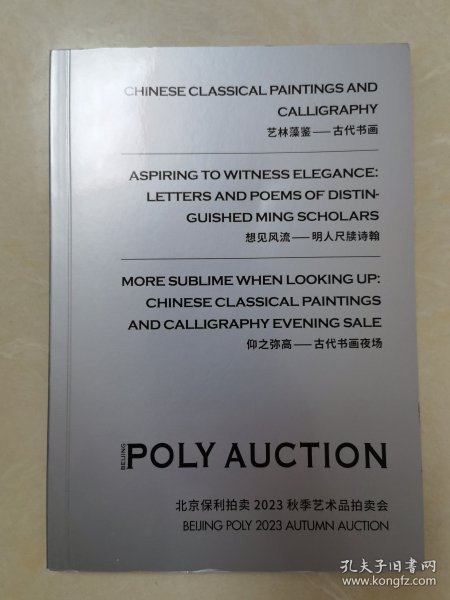 CHINESE CLASSICAL PAINTINGS AND
CALLIGRAPHY
艺林藻鉴——古代书画
ASPIRING TO WITNESS ELEGANCE:
LETTERS AND POEMS OF DISTIN-
GUISHED MING SCHOLARS
想见风流——明人尺牍诗翰
MORE SUBLIME WHEN LOOKING UP:
CHINESE CLASSICAL PAINTINGS
AND CALLIGRAPHY EVENING SALE
仰之弥高——古代书画夜场
BEIJING
POLY AUCTION
北京保利拍卖 2023 秋季艺术品拍卖会
BEIJING POLY 2023 AUTUMN AUCTION
孔夫子旧书网
www.kongfz.com